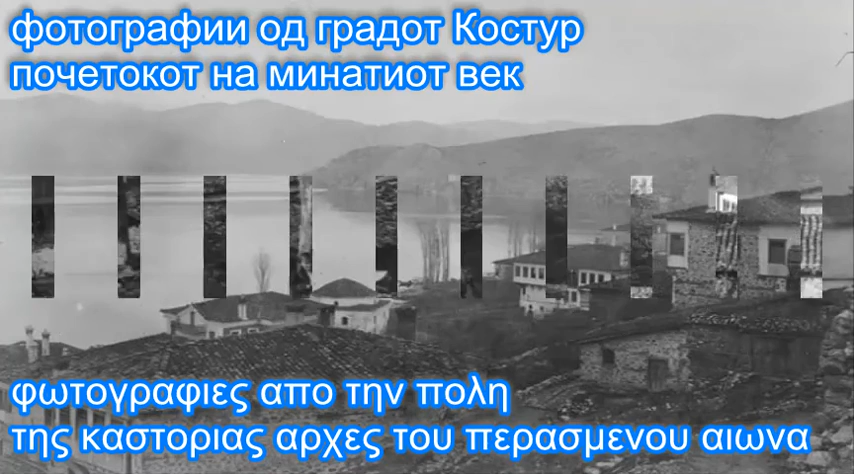 фотографии од градот Костур
почетокот на минатиот век
φωτογραφιες απο την πολη
της καστοριας αρχες του περασμενου αιωνα